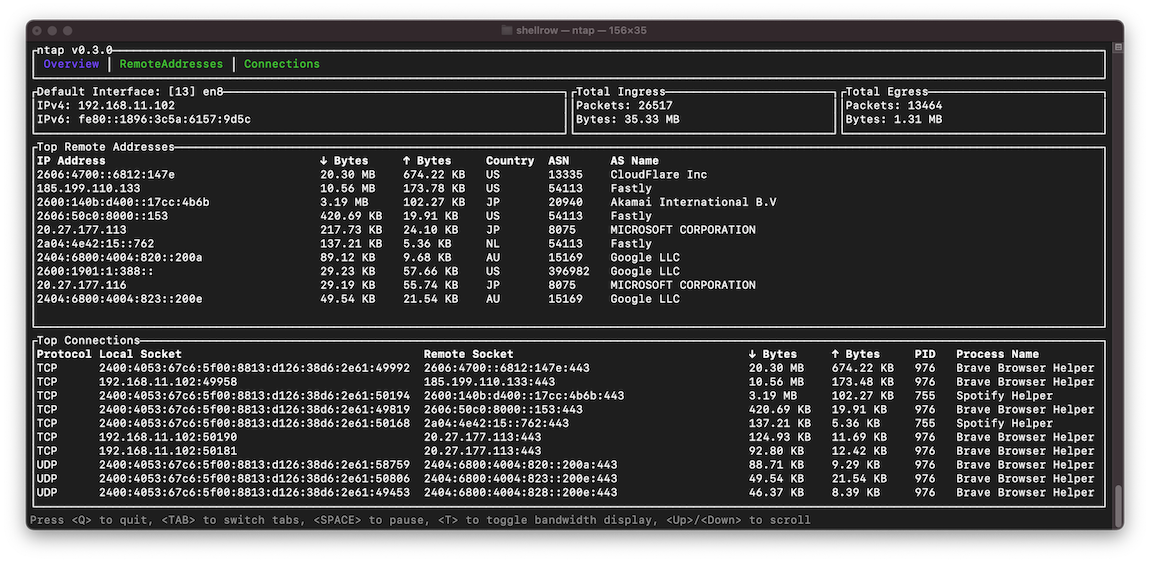 shellrow — ntap — 156×35
ntap v0.3.0
Overview | RemoteAddresses | Connections
Default Interface: [13] en8
IPv4: 192.168.11.102
IPv6: fe80::1896:3c5a:6157:9d5c
Total Ingress
Packets: 26517
Bytes: 35.33 MB
Total Egress
Packets: 13464
Bytes: 1.31 MB
Top Remote Addresses
IP Address ↓ Bytes ↑ Bytes Country ASN AS Name
2606:4700::6812:147e 20.30 MB 674.22 KB US 13335 CloudFlare Inc
185.199.110.133 10.56 MB 173.78 KB US 54113 Fastly
2600:140b:d400::17cc:4b6b 3.19 MB 102.27 KB JP 20940 Akamai International B.V
2606:50c0:8000::153 420.69 KB 19.91 KB US 54113 Fastly
20.27.177.113 217.73 KB 24.10 KB JP 8075 MICROSOFT CORPORATION
2a04:4e42:15::762 137.21 KB 5.36 KB NL 54113 Fastly
2404:6800:4004:820::200a 89.12 KB 9.68 KB AU 15169 Google LLC
2600:1901:1:388:: 29.23 KB 57.66 KB US 396982 Google LLC
20.27.177.116 29.19 KB 55.74 KB JP 8075 MICROSOFT CORPORATION
2404:6800:4004:823::200e 49.54 KB 21.54 KB AU 15169 Google LLC
Top Connections
Protocol Local Socket Remote Socket ↓ Bytes ↑ Bytes PID Process Name
TCP 2400:4053:67c6:5f00:8813:d126:38d6:2e61:49992 2606:4700::6812:147e:443 20.30 MB 674.22 KB 976 Brave Browser Helper
TCP 192.168.11.102:49958 185.199.110.133:443 10.56 MB 173.48 KB 976 Brave Browser Helper
TCP 2400:4053:67c6:5f00:8813:d126:38d6:2e61:50194 2600:140b:d400::17cc:4b6b:443 3.19 MB 102.27 KB 755 Spotify Helper
TCP 2400:4053:67c6:5f00:8813:d126:38d6:2e61:49819 2606:50c0:8000::153:443 420.69 KB 19.91 KB 976 Brave Browser Helper
TCP 2400:4053:67c6:5f00:8813:d126:38d6:2e61:50168 2a04:4e42:15::762:443 137.21 KB 5.36 KB 755 Spotify Helper
TCP 192.168.11.102:50190 20.27.177.113:443 124.93 KB 11.69 KB 976 Brave Browser Helper
TCP 192.168.11.102:50181 20.27.177.113:443 92.80 KB 12.42 KB 976 Brave Browser Helper
UDP 2400:4053:67c6:5f00:8813:d126:38d6:2e61:58759 2404:6800:4004:820::200a:443 88.71 KB 9.29 KB 976 Brave Browser Helper
UDP 2400:4053:67c6:5f00:8813:d126:38d6:2e61:50806 2404:6800:4004:823::200e:443 49.54 KB 21.54 KB 976 Brave Browser Helper
UDP 2400:4053:67c6:5f00:8813:d126:38d6:2e61:49453 2404:6800:4004:828::200e:443 46.37 KB 8.39 KB 976 Brave Browser Helper
Press <Q> to quit, <TAB> to switch tabs, <SPACE> to pause, <T> to toggle bandwidth display, <Up>/<Down> to scroll